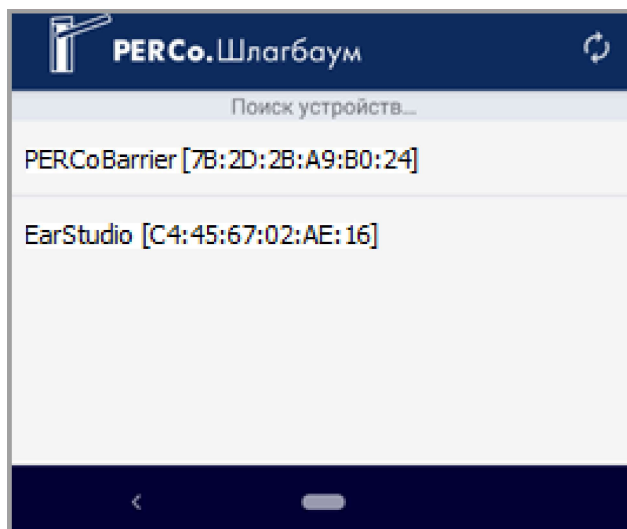 PERCo.Шлагбаум
Поиск устройств...
PERCoBarrier [7B:2D:2B:A9:B0:24]
EarStudio [C4:45:67:02:AE:16]